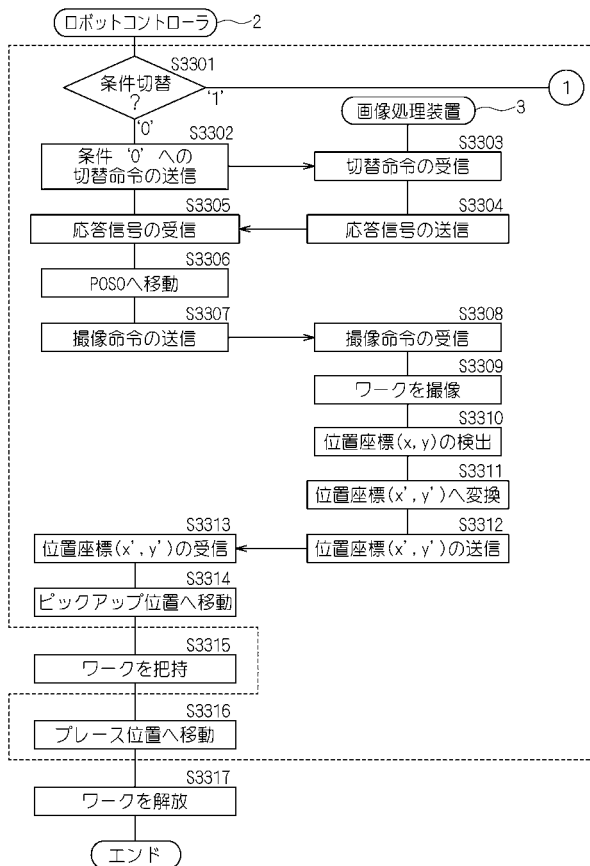 ロボットコントローラ
2
S3301
条件切替
?
'1'
1
'0'
画像処理装置
3
S3302
条件 '0' への
切替命令の送信
S3303
切替命令の受信
S3305
応答信号の受信
S3304
応答信号の送信
S3306
POS0へ移動
S3307
撮像命令の送信
S3308
撮像命令の受信
S3309
ワークを撮像
S3310
位置座標(x,y)の検出
S3311
位置座標(x',y')へ変換
S3313
位置座標(x',y')の受信
S3312
位置座標(x',y')の送信
S3314
ピックアップ位置へ移動
S3315
ワークを把持
S3316
プレース位置へ移動
S3317
ワークを解放
エンド